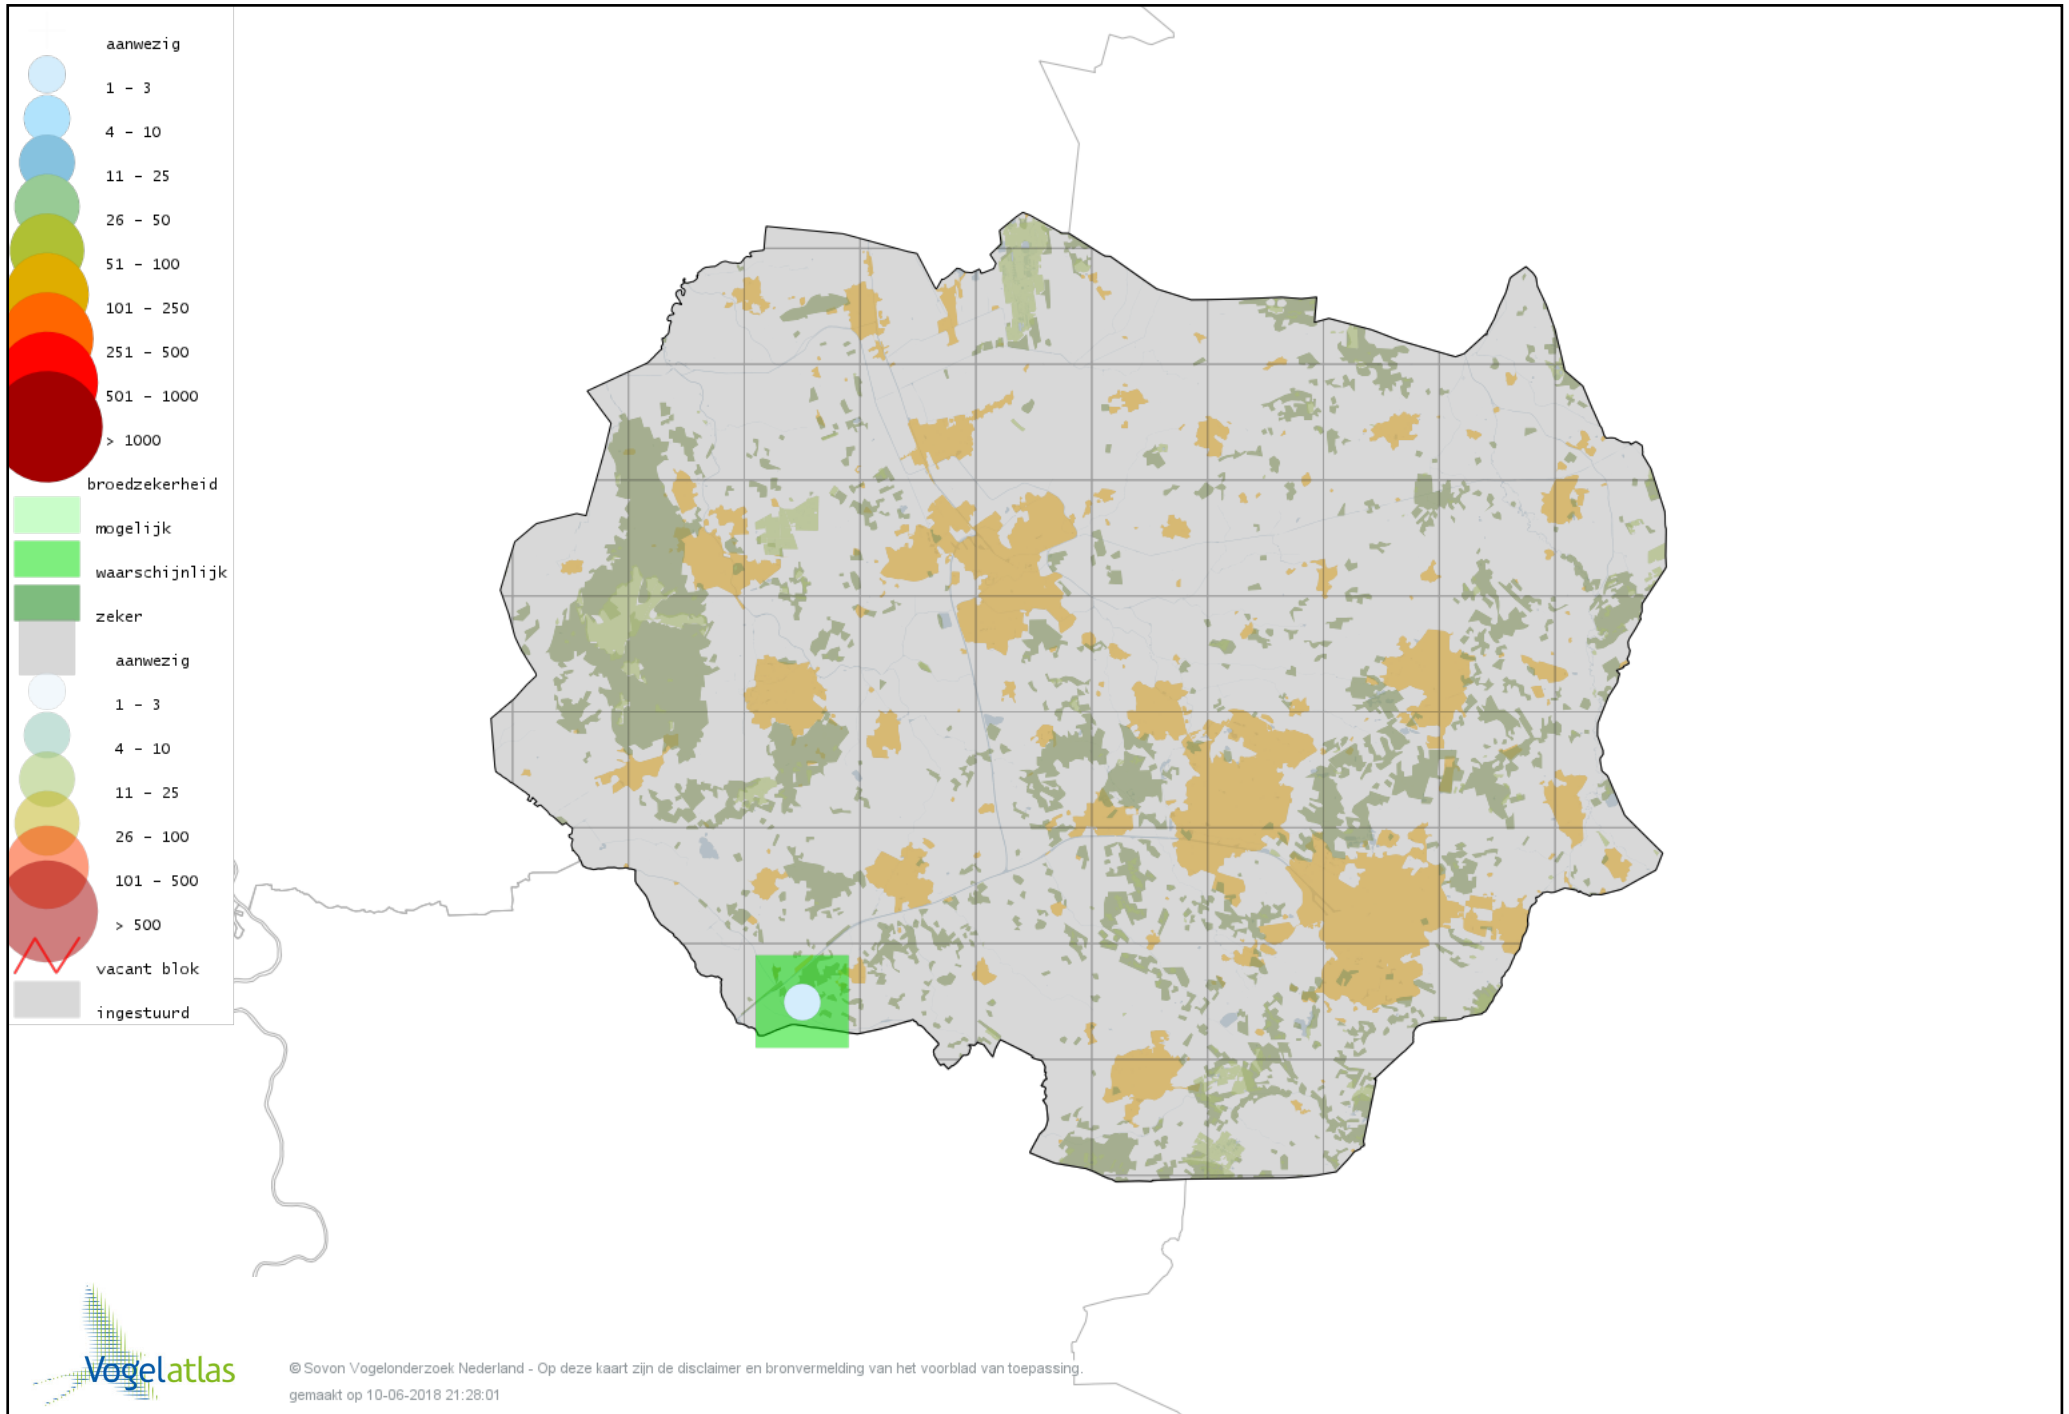 aanwezig
1 - 3
4 - 10
11 - 25
26 - 50
51 - 100
101 - 250
251 - 500
501 - 1000
> 1000
broedzekerheid
mogelijk
waarschijnlijk
zeker
aanwezig
1 - 3
4 - 10
11 - 25
26 - 100
101 - 500
> 500
vacant blok
ingestuurd
Vogelatlas
© Sovon Vogelonderzoek Nederland - Op deze kaart zijn de disclaimer en bronvermelding van het voorblad van toepassing.
gemaakt op 10-06-2018 21:28:01